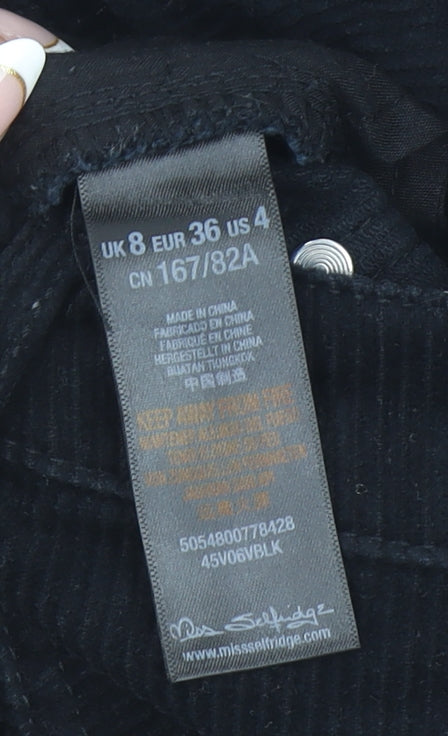 UK 8 EUR 36 US 4
CN 167/82A
MADE IN CHINA
FABRICADO EN CHINA
FABRIQUÉ EN CHINE
HERGESTELLT IN CHINA
BUATAN TIONGKOK
中国制造
KEEP AWAY FROM FIRE
5054800778428
45V06VBLK
Miss Selfridge
www.missselfridge.com